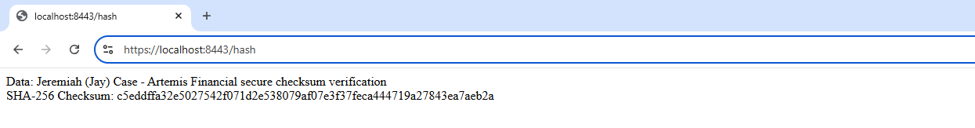 localhost:8443/hash
https://localhost:8443/hash
Data: Jeremiah (Jay) Case - Artemis Financial secure checksum verification
SHA-256 Checksum: c5eddffa32e5027542f071d2e538079af07e3f37feca444719a27843ea7aeb2a